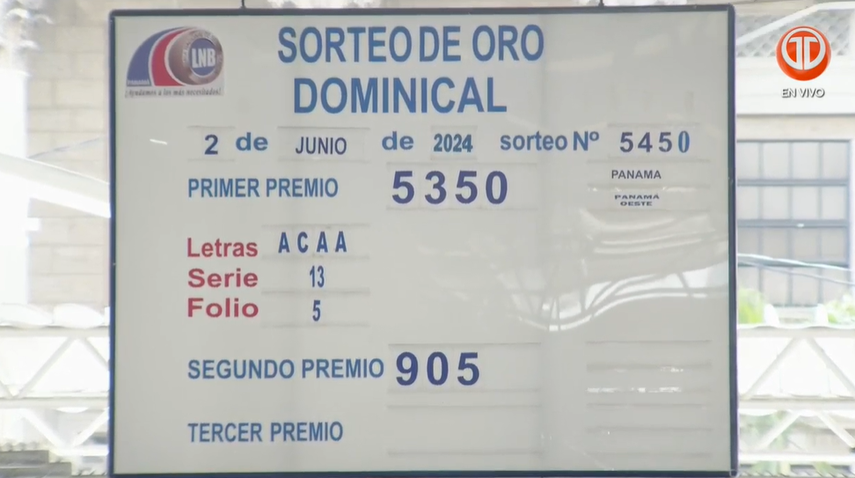 LNB
¡Ayudamos a los más necesitados!
SORTEO DE ORO
DOMINICAL
2 de JUNIO de 2024 sorteo Nº 5450
PRIMER PREMIO 5350 PANAMA
PANAMÁ
OESTE
Letras ACAA
Serie 13
Folio 5
SEGUNDO PREMIO 905
TERCER PREMIO
EN VIVO